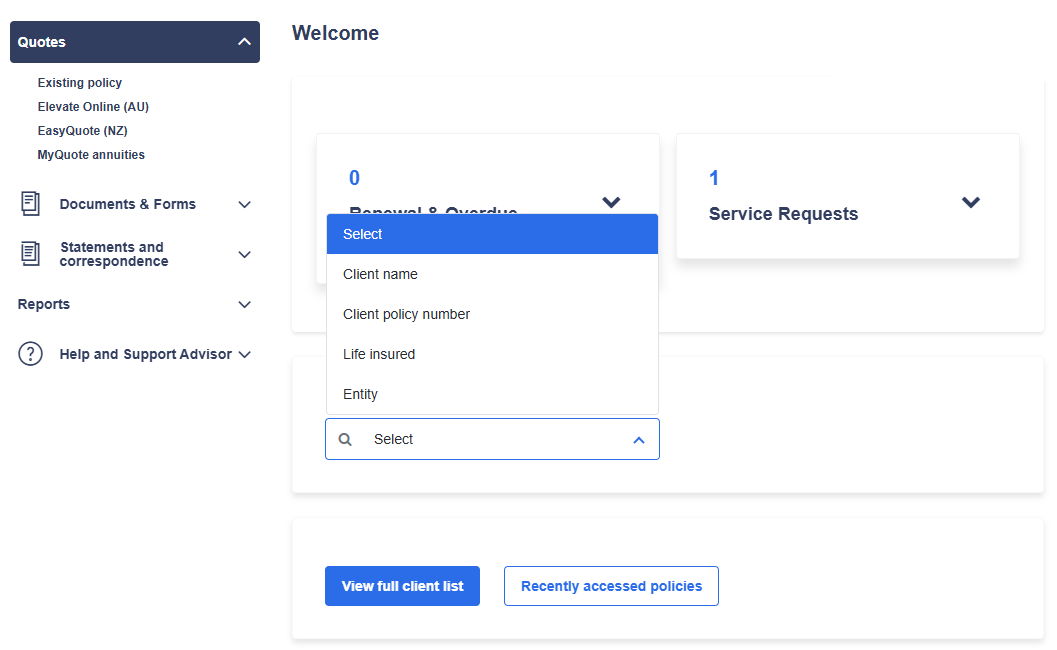 Quotes
Existing policy
Elevate Online (AU)
EasyQuote (NZ)
MyQuote annuities
Documents & Forms
Statements and
correspondence
Reports
Help and Support Advisor
Welcome
0
Renewal & Overdue
1
Service Requests
Select
Client name
Client policy number
Life insured
Entity
Select
View full client list
Recently accessed policies